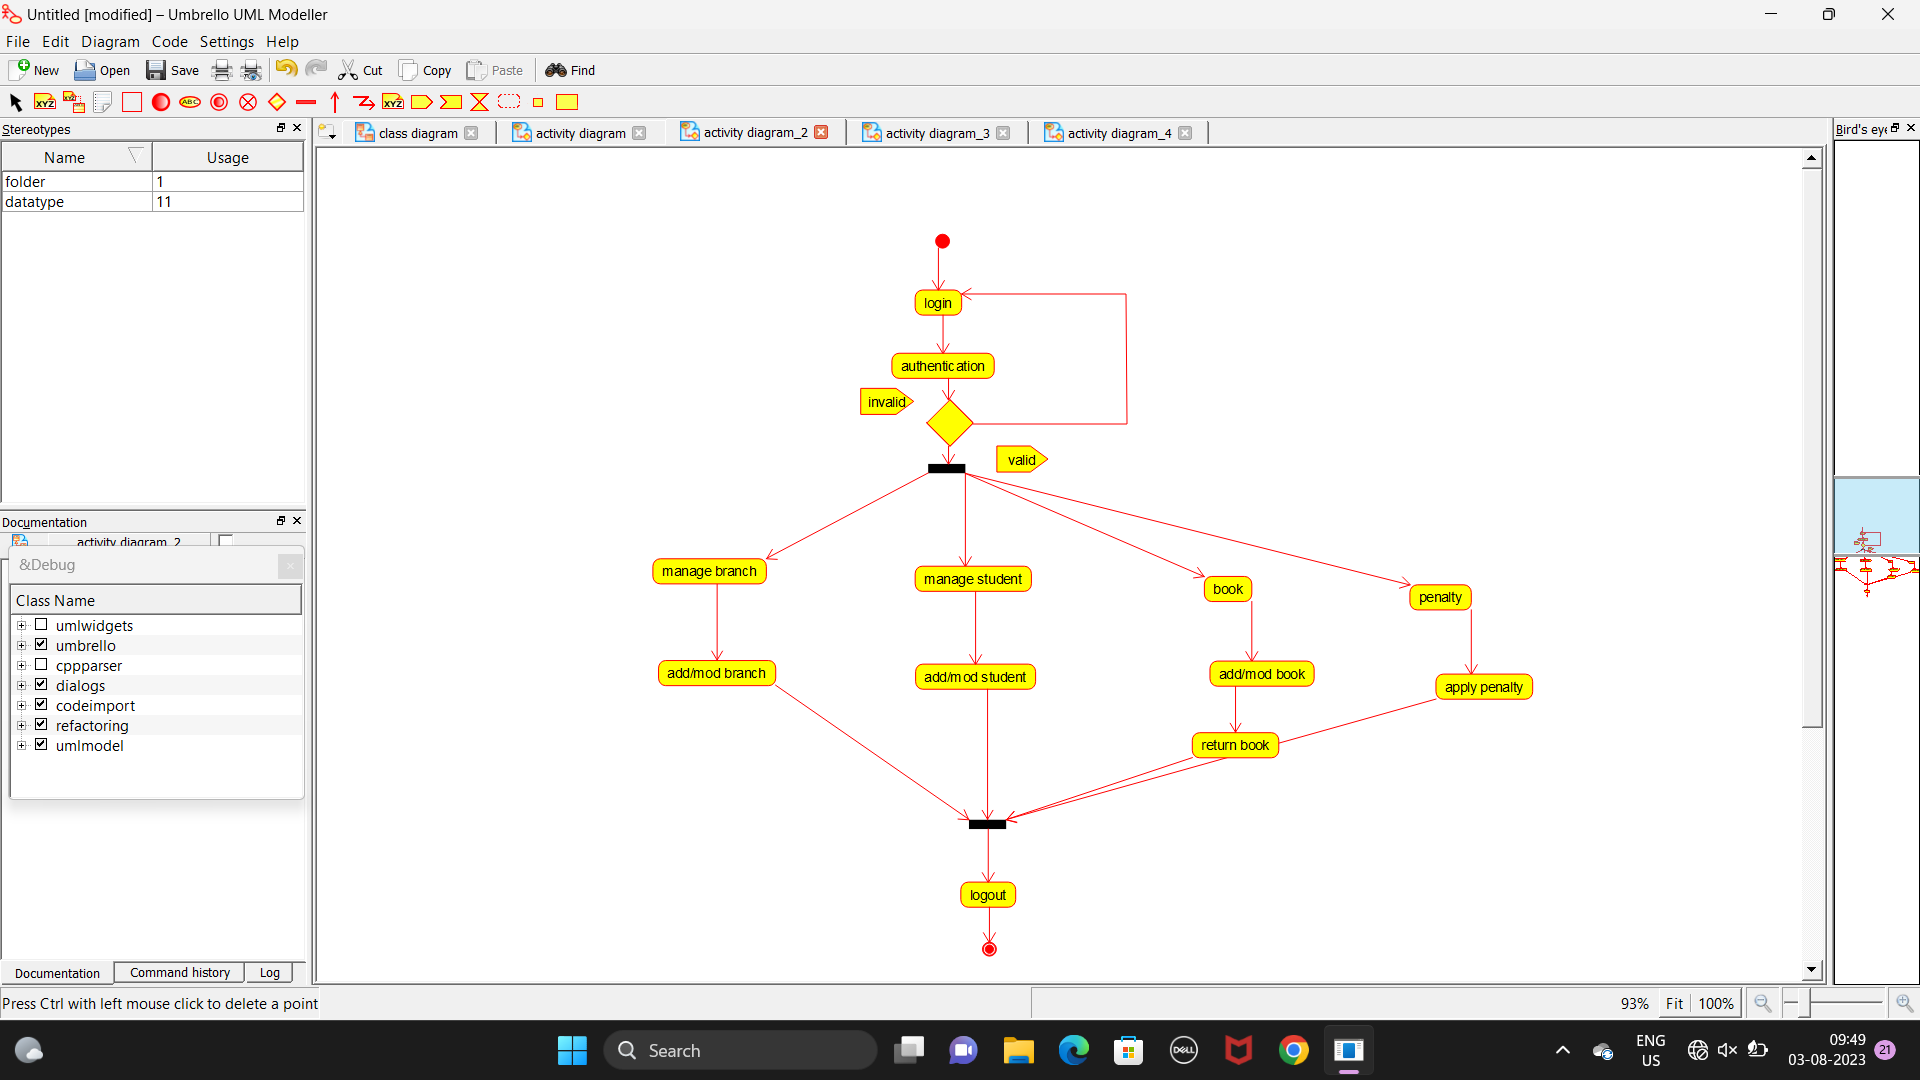 Untitled [modified] – Umbrello UML Modeller
File Edit Diagram Code Settings Help
New Open Save Cut Copy Paste Find
XYZ XYZ ABC XYZ
Stereotypes
Name Usage
folder 1
datatype 11
class diagram activity diagram activity diagram_2 activity diagram_3 activity diagram_4
Bird's eye
login
authentication
invalid
valid
manage branch
manage student
book
penalty
add/mod branch
add/mod student
add/mod book
apply penalty
return book
logout
Documentation
activity diagram_2
&Debug
Class Name
umlwidgets
umbrello
cppparser
dialogs
codeimport
refactoring
umlmodel
Documentation Command history Log
Press Ctrl with left mouse click to delete a point
93% Fit 100%
Search
DELL
ENG
US
09:49
03-08-2023
21